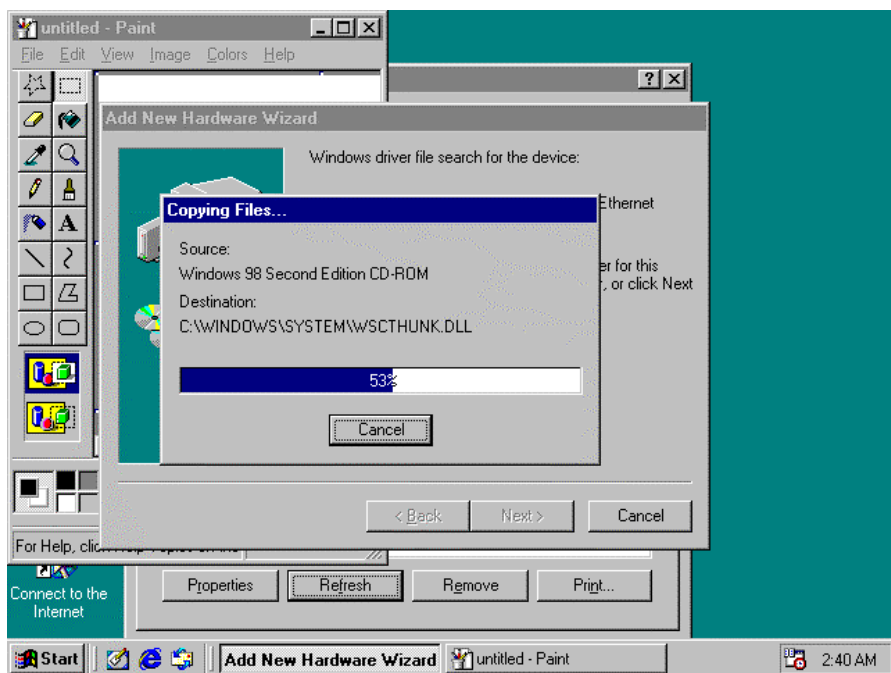 untitled - Paint
File Edit View Image Colors Help
Add New Hardware Wizard
Windows driver file search for the device:
Ethernet
er for this
, or click Next
Copying Files...
Source:
Windows 98 Second Edition CD-ROM
Destination:
C:\WINDOWS\SYSTEM\WSCTHUNK.DLL
53%
Cancel
< Back Next > Cancel
For Help, clic
Properties Refresh Remove Print...
Connect to the
Internet
Start Add New Hardware Wizard untitled - Paint 2:40 AM